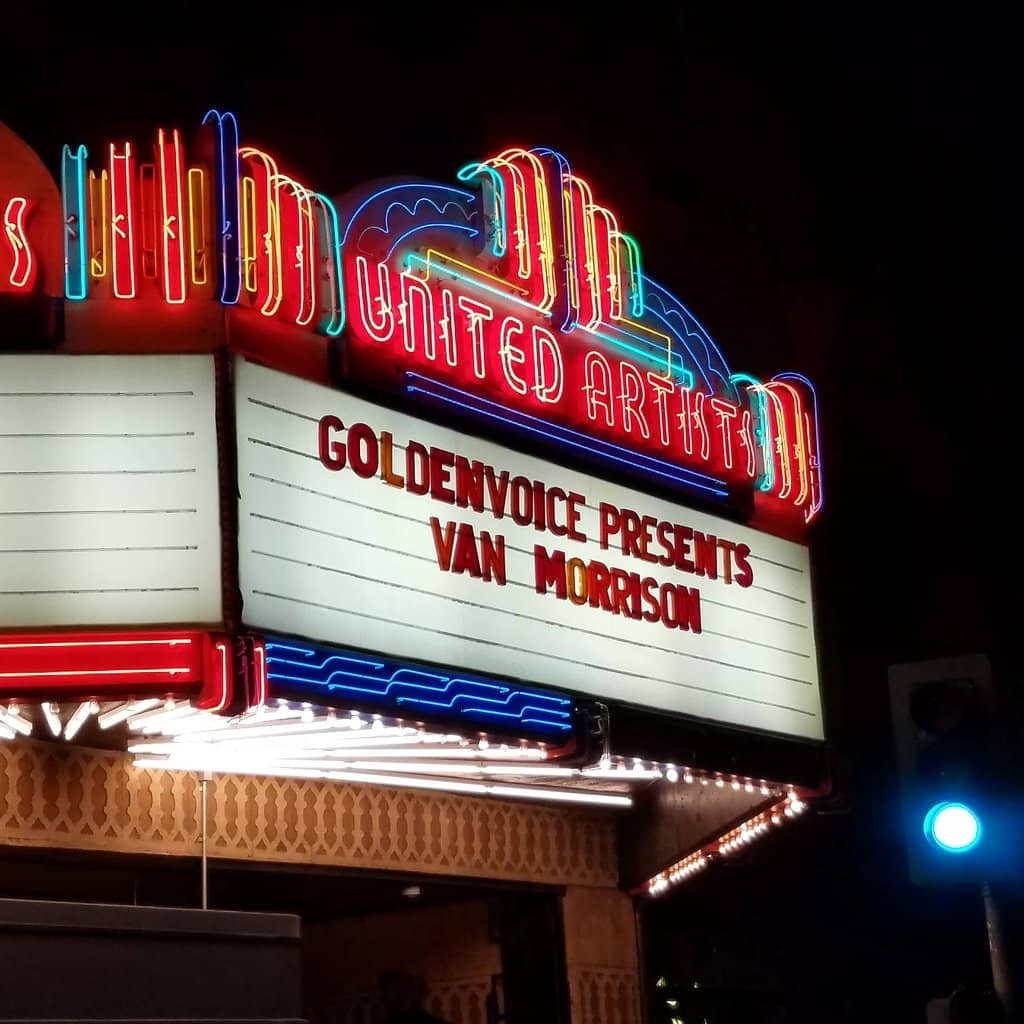 UNITED ARTISTS
GOLDENVOICE PRESENTS
VAN MORRISON